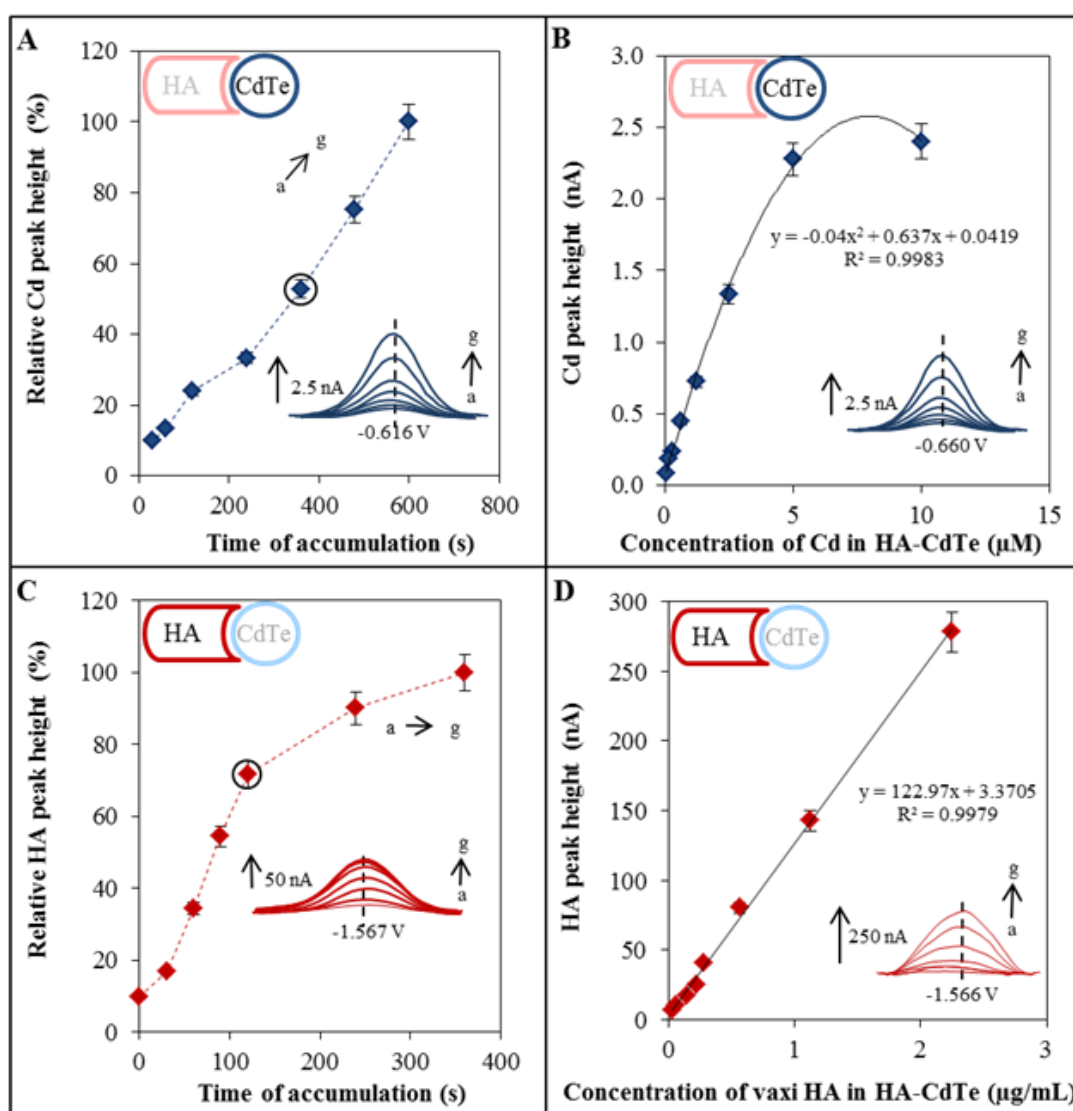 A
HA
CdTe
Relative Cd peak height (%)
120
100
80
60
40
20
0
a
g
2.5 nA
g
a
-0.616 V
0
200
400
600
800
Time of accumulation (s)
B
HA
CdTe
Cd peak height (nA)
3.0
2.5
2.0
1.5
1.0
0.5
0.0
y = -0.04x² + 0.637x + 0.0419
R² = 0.9983
2.5 nA
g
a
-0.660 V
0
5
10
15
Concentration of Cd in HA-CdTe (µM)
C
HA
CdTe
Relative HA peak height (%)
120
100
80
60
40
20
0
a
g
50 nA
g
a
-1.567 V
0
100
200
300
400
Time of accumulation (s)
D
HA
CdTe
HA peak height (nA)
300
250
200
150
100
50
0
y = 122.97x + 3.3705
R² = 0.9979
250 nA
g
a
-1.566 V
0
1
2
3
Concentration of vaxi HA in HA-CdTe (µg/mL)